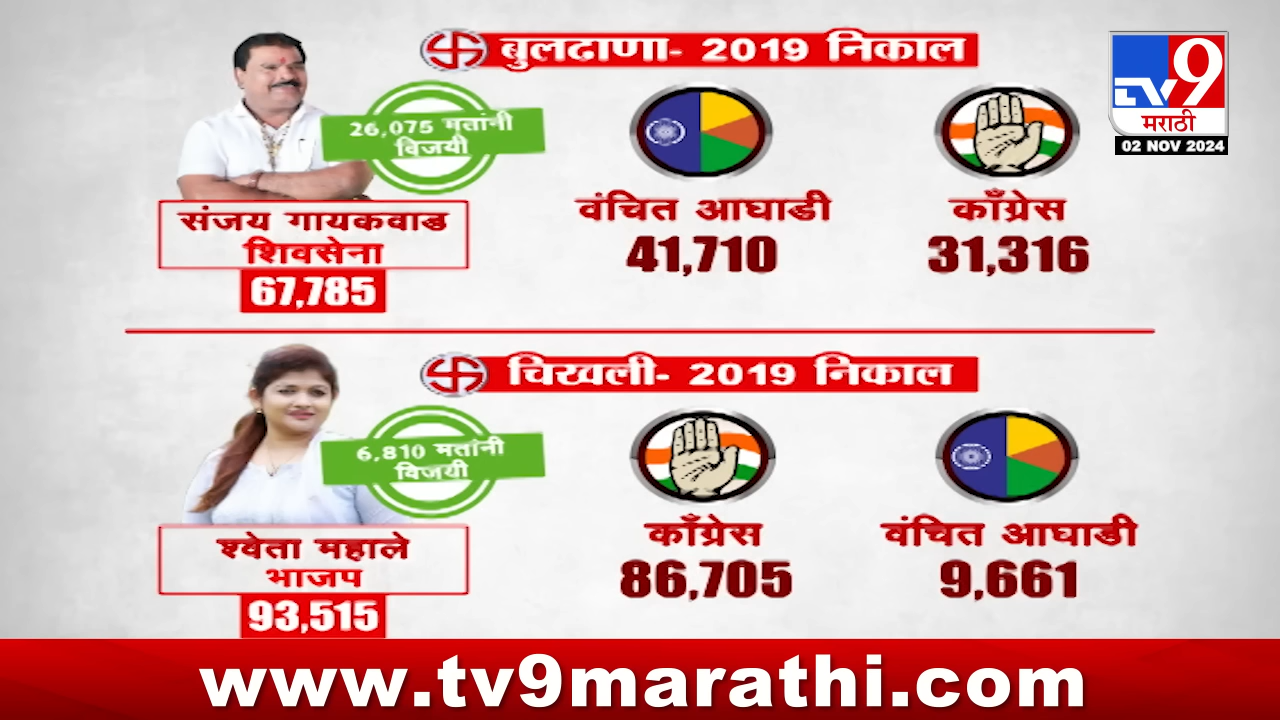 बुलढाणा- 2019 निकाल
TV9
मराठी
02 NOV 2024
26,075 मतांनी
विजयी
संजय गायकवाड
शिवसेना
67,785
वंचित आघाडी
41,710
काँग्रेस
31,316
चिखली- 2019 निकाल
6,810 मतांनी
विजयी
श्वेता महाले
भाजप
93,515
काँग्रेस
86,705
वंचित आघाडी
9,661
www.tv9marathi.com